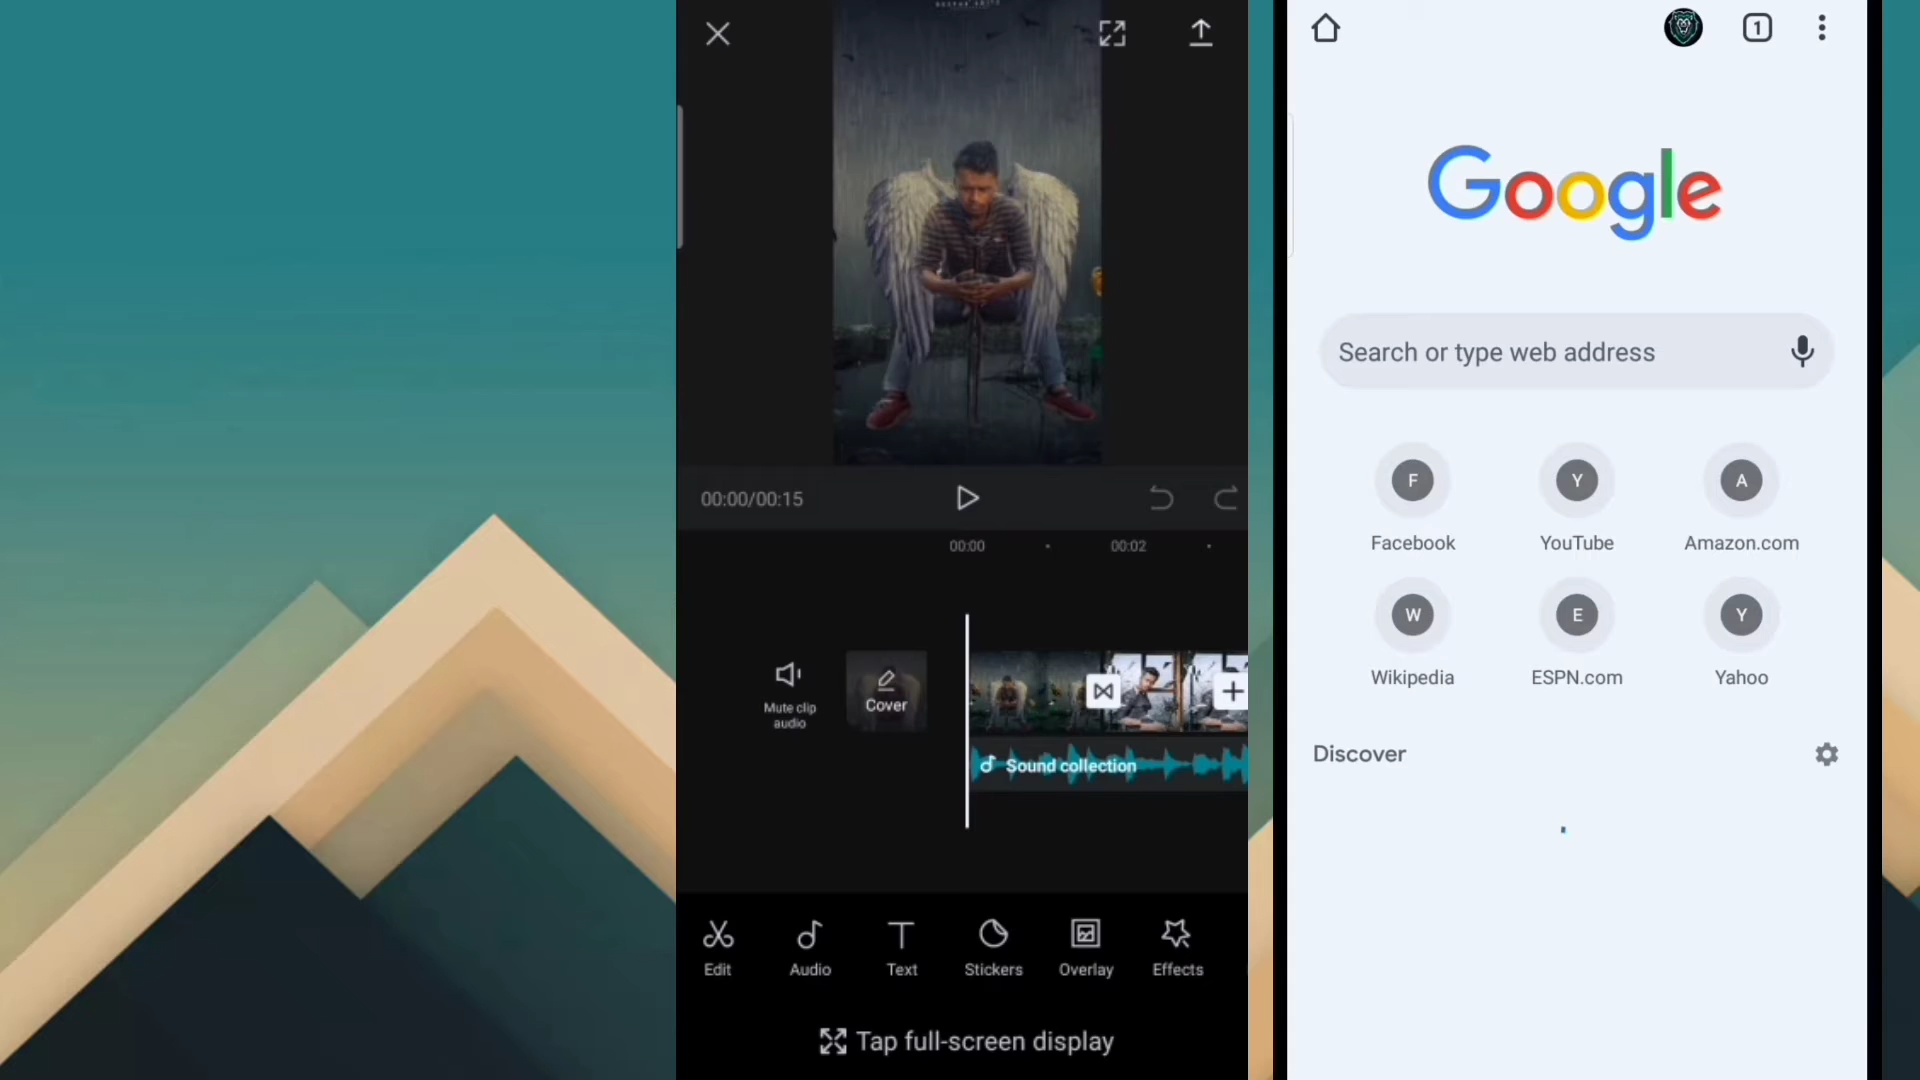 00:00/00:15
00:00
00:02
Mute clip
audio
Cover
Sound collection
Edit
Audio
Text
Stickers
Overlay
Effects
Tap full-screen display
1
Google
Search or type web address
F
Y
A
Facebook
YouTube
Amazon.com
W
E
Y
Wikipedia
ESPN.com
Yahoo
Discover